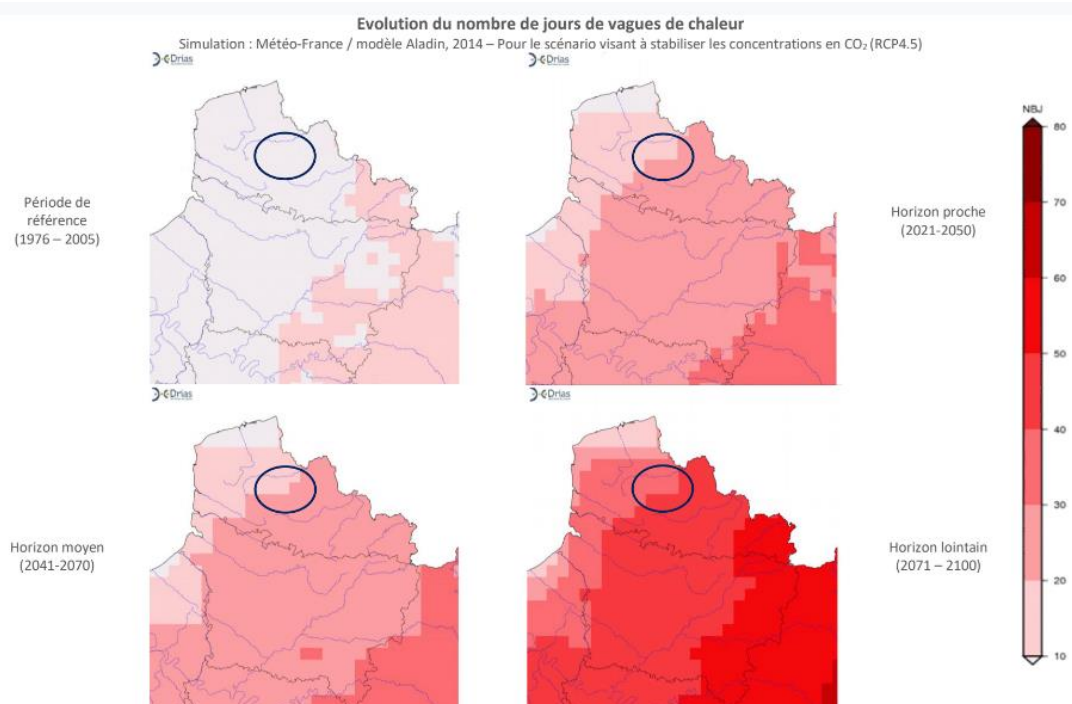 Evolution du nombre de jours de vagues de chaleur
Simulation : Météo-France / modèle Aladin, 2014 – Pour le scénario visant à stabiliser les concentrations en CO₂ (RCP4.5)
Drias
Drias
Période de
référence
(1976 – 2005)
Horizon proche
(2021-2050)
NBJ
80
70
60
50
40
30
20
10
Drias
Drias
Horizon moyen
(2041-2070)
Horizon lointain
(2071 – 2100)